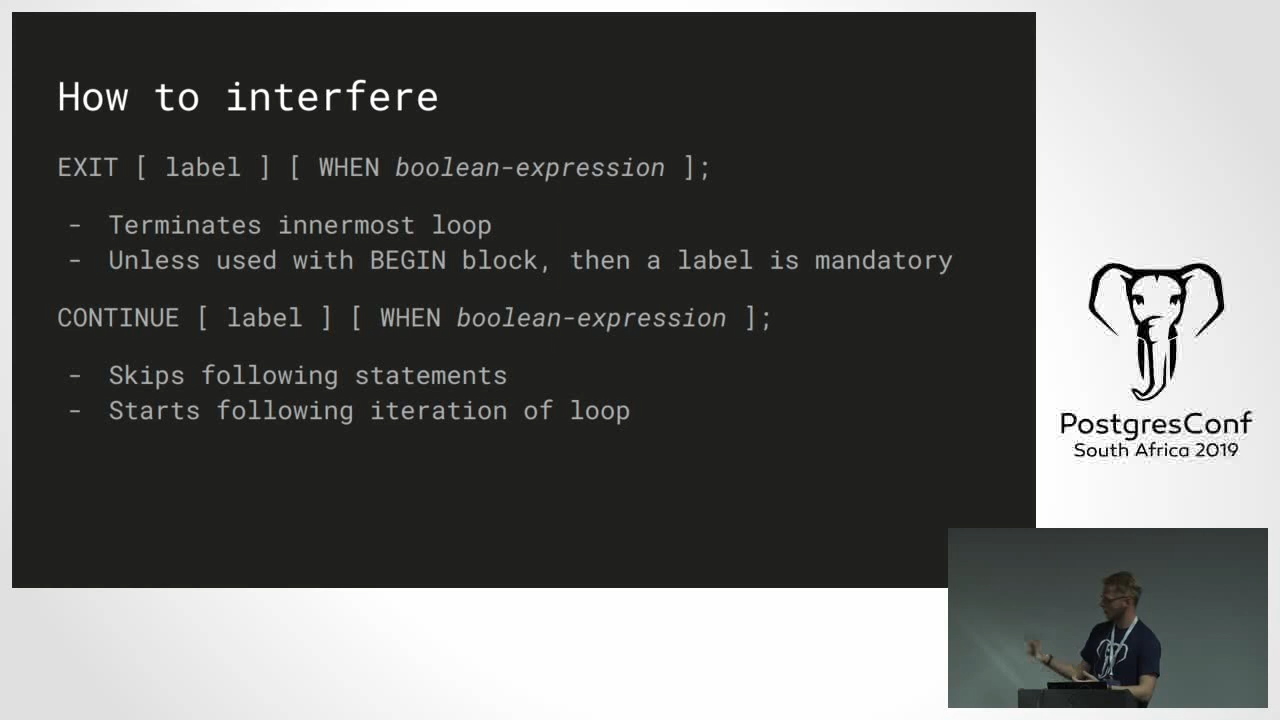 How to interfere
EXIT [ label ] [ WHEN boolean-expression ];
- Terminates innermost loop
- Unless used with BEGIN block, then a label is mandatory
CONTINUE [ label ] [ WHEN boolean-expression ];
- Skips following statements
- Starts following iteration of loop
PostgresConf
South Africa 2019